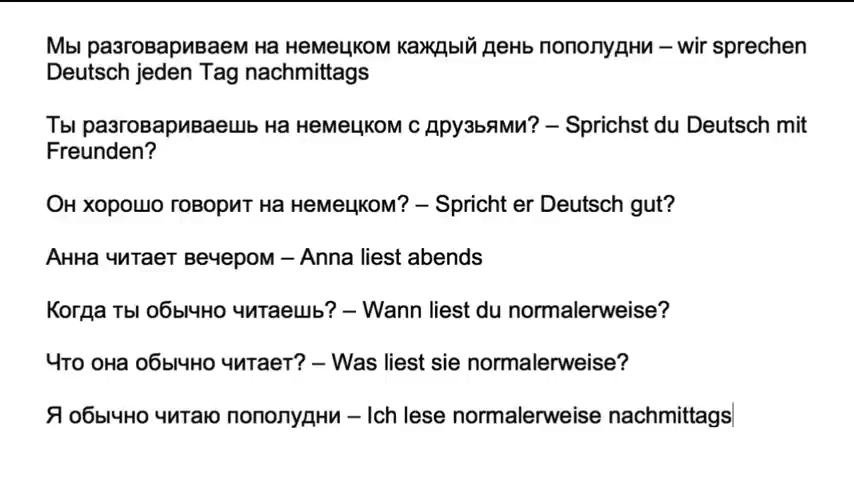 Мы разговариваем на немецком каждый день пополудни – wir sprechen
Deutsch jeden Tag nachmittags
Ты разговариваешь на немецком с друзьями? – Sprichst du Deutsch mit
Freunden?
Он хорошо говорит на немецком? – Spricht er Deutsch gut?
Анна читает вечером – Anna liest abends
Когда ты обычно читаешь? – Wann liest du normalerweise?
Что она обычно читает? – Was liest sie normalerweise?
Я обычно читаю пополудни – Ich lese normalerweise nachmittags